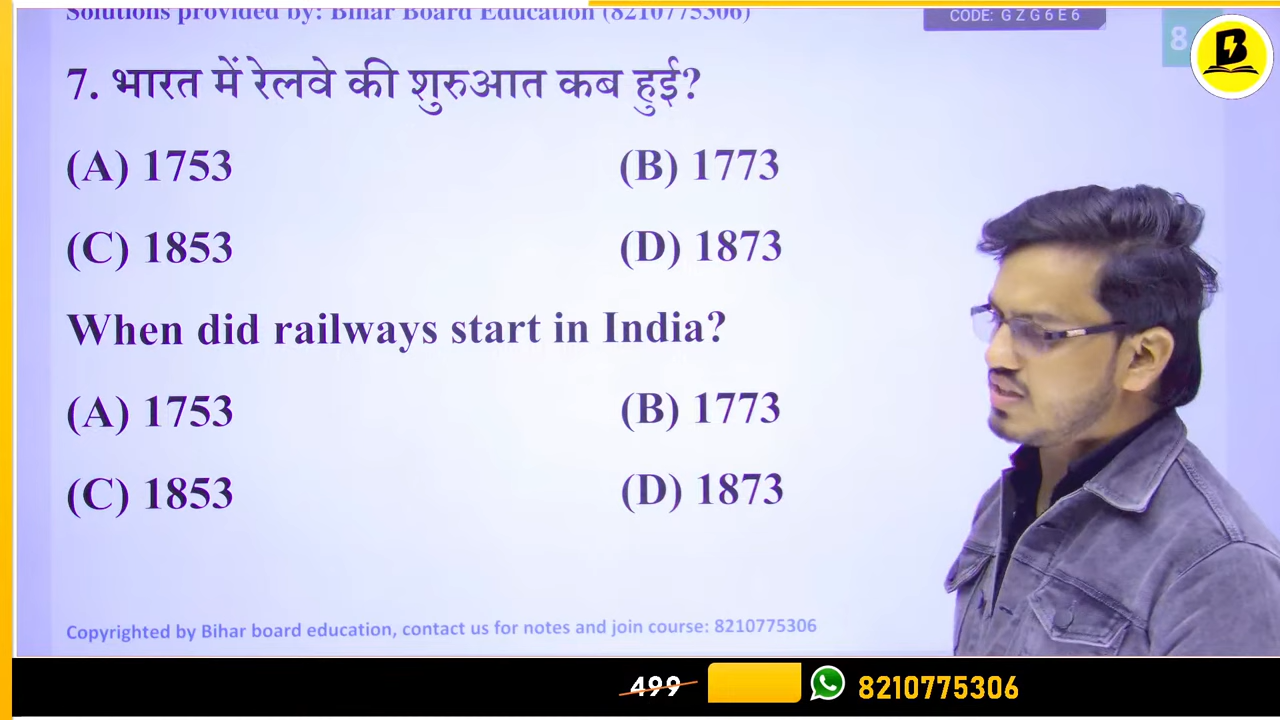 Solutions provided by: Bihar Board Education (8210775306)
CODE: GZG6E6
8
B
7. भारत में रेलवे की शुरुआत कब हुई?
(A) 1753 (B) 1773
(C) 1853 (D) 1873
When did railways start in India?
(A) 1753 (B) 1773
(C) 1853 (D) 1873
Copyrighted by Bihar board education, contact us for notes and join course: 8210775306
499 8210775306